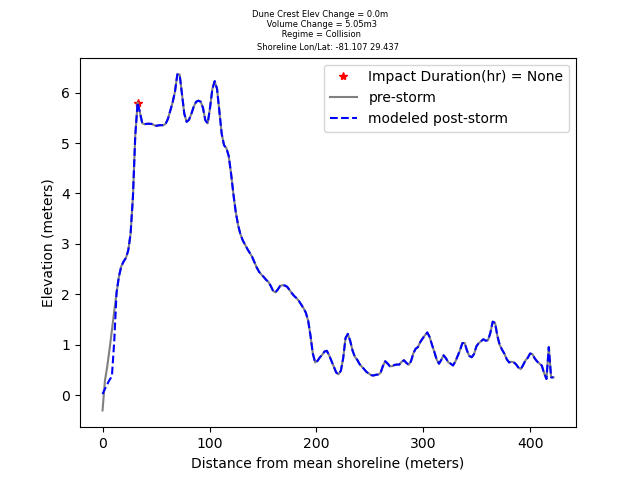 Dune Crest Elev Change = 0.0m
Volume Change = 5.05m3
Regime = Collision
Shoreline Lon/Lat: -81.107 29.437
Impact Duration(hr) = None
pre-storm
modeled post-storm
Elevation (meters)
6
5
4
3
2
1
0
0 100 200 300 400
Distance from mean shoreline (meters)